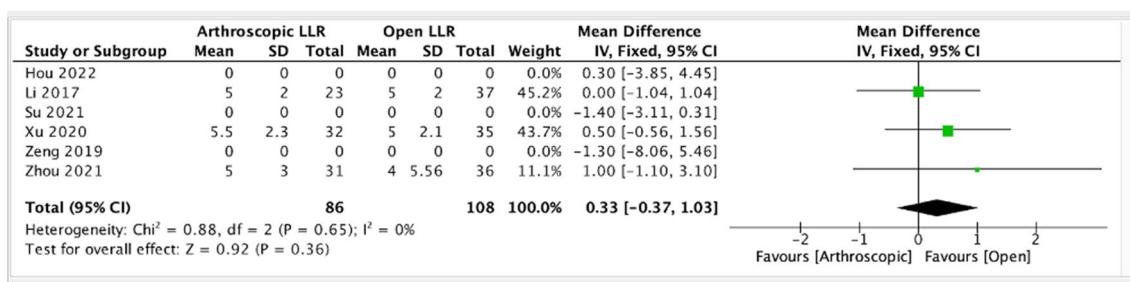 Arthroscopic LLR Open LLR Mean Difference Mean Difference
Study or Subgroup Mean SD Total Mean SD Total Weight IV, Fixed, 95% CI IV, Fixed, 95% CI
Hou 2022 0 0 0 0 0 0 0.0% 0.30 [-3.85, 4.45]
Li 2017 5 2 23 5 2 37 45.2% 0.00 [-1.04, 1.04]
Su 2021 0 0 0 0 0 0 0.0% -1.40 [-3.11, 0.31]
Xu 2020 5.5 2.3 32 5 2.1 35 43.7% 0.50 [-0.56, 1.56]
Zeng 2019 0 0 0 0 0 0 0.0% -1.30 [-8.06, 5.46]
Zhou 2021 5 3 31 4 5.56 36 11.1% 1.00 [-1.10, 3.10]
Total (95% CI) 86 108 100.0% 0.33 [-0.37, 1.03]
Heterogeneity: Chi² = 0.88, df = 2 (P = 0.65); I² = 0%
Test for overall effect: Z = 0.92 (P = 0.36)
-2 -1 0 1 2
Favours [Arthroscopic] Favours [Open]